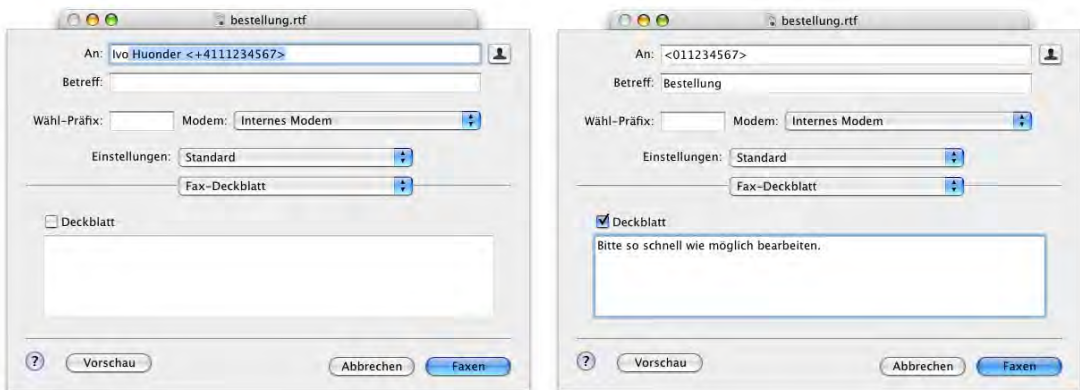 bestellung.rtf
An: Ivo Huonder <+4111234567>
Betreff:
Wähl-Präfix: Modem: Internes Modem
Einstellungen: Standard
Fax-Deckblatt
Deckblatt
? Vorschau Abbrechen Faxen
bestellung.rtf
An: <011234567>
Betreff: Bestellung
Wähl-Präfix: Modem: Internes Modem
Einstellungen: Standard
Fax-Deckblatt
Deckblatt
Bitte so schnell wie möglich bearbeiten.
? Vorschau Abbrechen Faxen